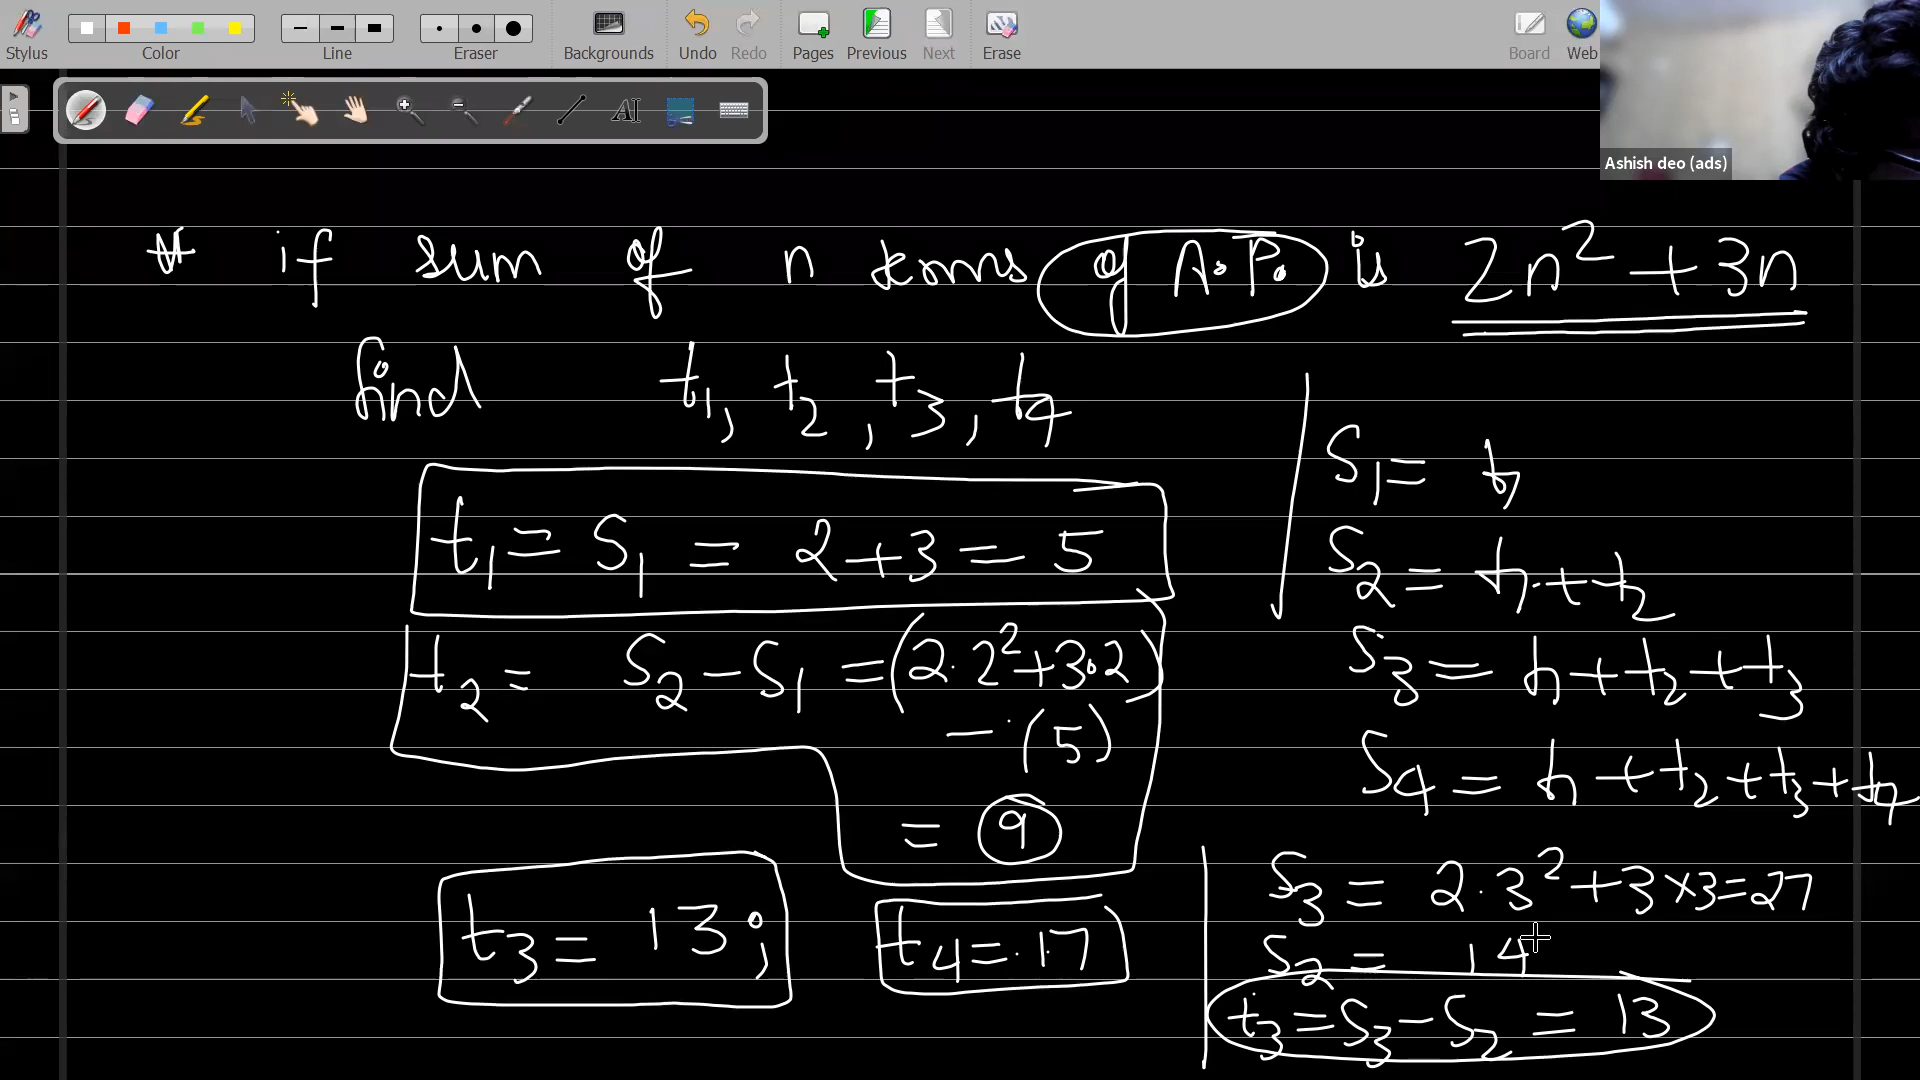 Stylus Color Line Eraser Backgrounds Undo Redo Pages Previous Next Erase Board Web
AI
Ashish deo (ads)
* if sum of n terms of A.P. is 2n² + 3n
find t₁, t₂, t₃, t₄
t₁ = S₁ = 2+3 = 5
t₂ = S₂ - S₁ = (2·2²+3·2)
- (5)
= 9
t₃ = 13; t₄ = 17
S₁ = t₁
S₂ = t₁ + t₂
S₃ = t₁ + t₂ + t₃
S₄ = t₁ + t₂ + t₃ + t₄
S₃ = 2·3² + 3×3 = 27
S₂ = 14
t₃ = S₃ - S₂ = 13